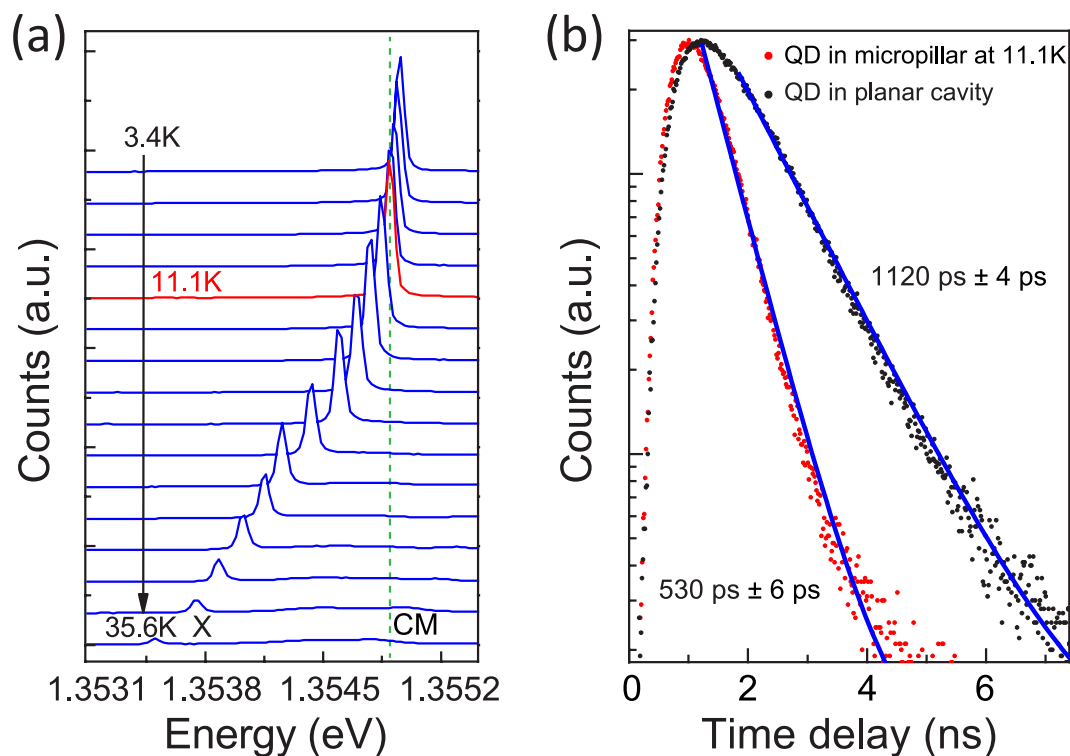 (a)
3.4K
11.1K
35.6K X
CM
Counts (a.u.)
1.3531 1.3538 1.3545 1.3552
Energy (eV)
(b)
QD in micropillar at 11.1K
QD in planar cavity
1120 ps ± 4 ps
530 ps ± 6 ps
Counts (a.u.)
0 2 4 6
Time delay (ns)